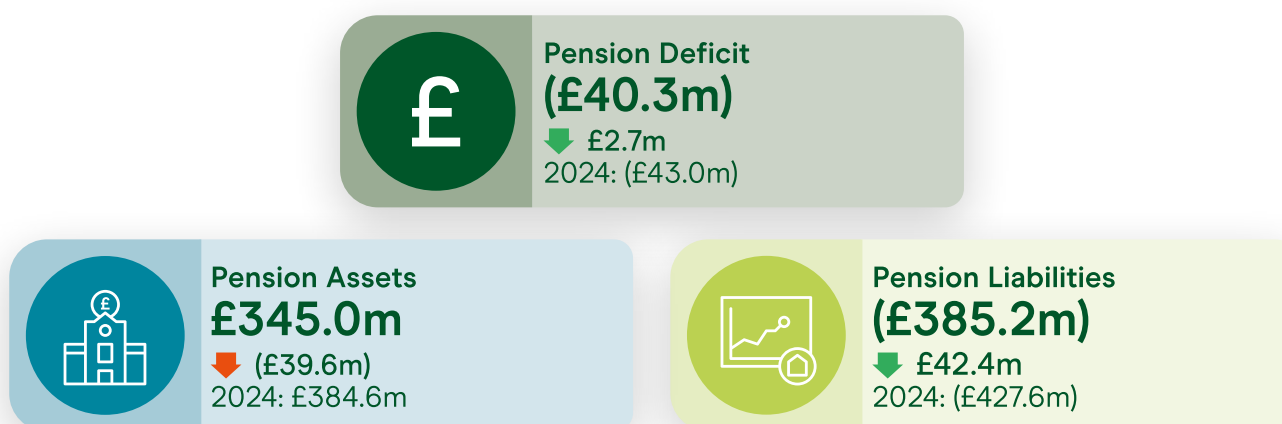 £
Pension Deficit
(£40.3m)
£2.7m
2024: (£43.0m)
£
Pension Assets
£345.0m
(£39.6m)
2024: £384.6m
Pension Liabilities
(£385.2m)
£42.4m
2024: (£427.6m)